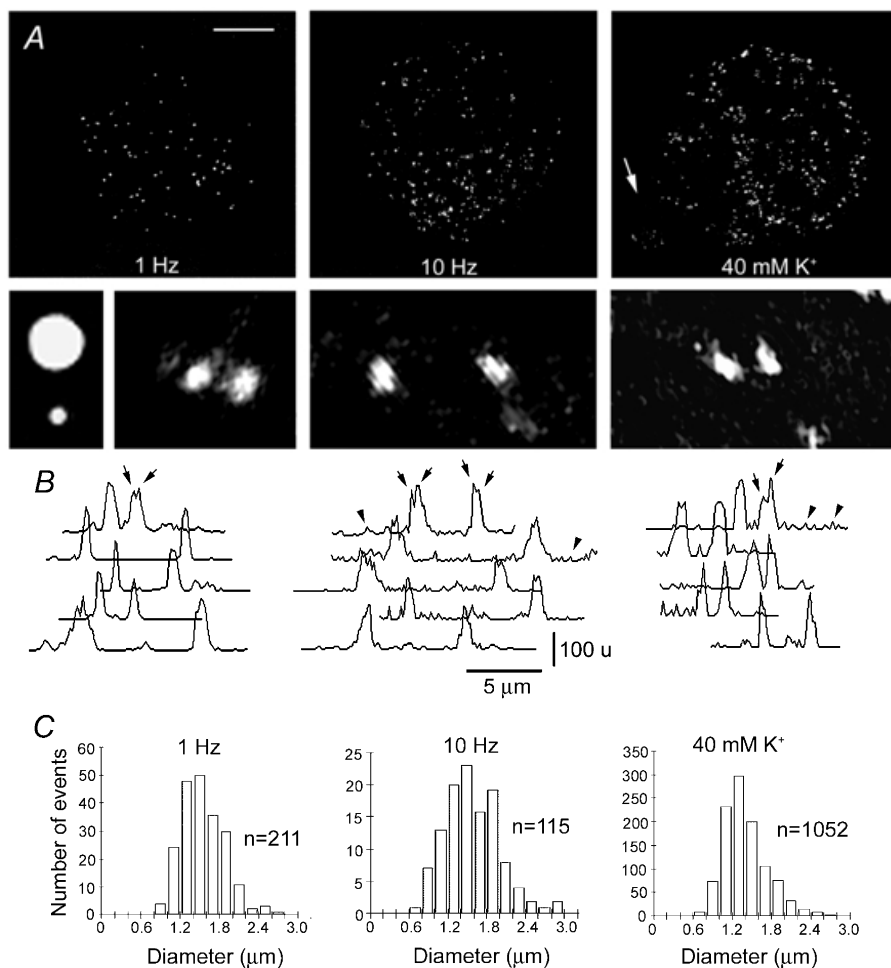 A
1 Hz
10 Hz
40 mM K⁺
B
100 u
5 µm
C
1 Hz
10 Hz
40 mM K⁺
Number of events
60
50
40
30
20
10
0
n=211
0 0.6 1.2 1.8 2.4 3.0
Diameter (µm)
25
20
15
10
5
0
n=115
0 0.6 1.2 1.8 2.4 3.0
Diameter (µm)
350
300
250
200
150
100
50
0
n=1052
0 0.6 1.2 1.8 2.4 3.0
Diameter (µm)